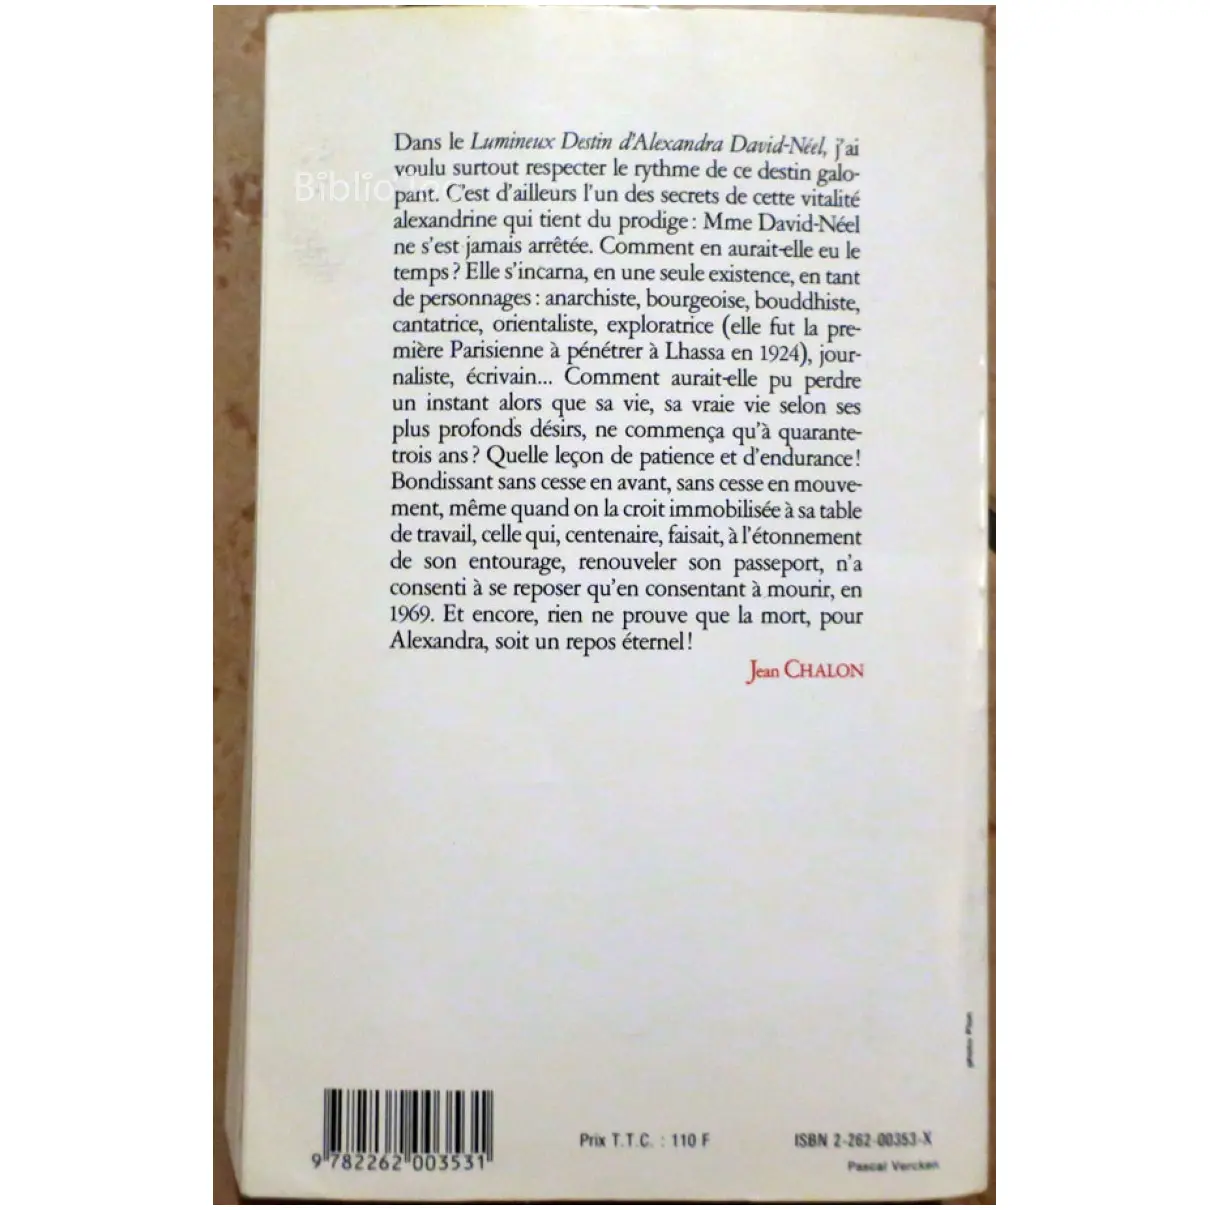 Dans le Lumineux Destin d'Alexandra David-Néel, j'ai
voulu surtout respecter le rythme de ce destin galo-
pant. C'est d'ailleurs l'un des secrets de cette vitalité
alexandrine qui tient du prodige : Mme David-Néel
ne s'est jamais arrêtée. Comment en aurait-elle eu le
temps ? Elle s'incarna, en une seule existence, en tant
de personnages : anarchiste, bourgeoise, bouddhiste,
cantatrice, orientaliste, exploratrice (elle fut la pre-
mière Parisienne à pénétrer à Lhassa en 1924), jour-
naliste, écrivain... Comment aurait-elle pu perdre
un instant alors que sa vie, sa vraie vie selon ses
plus profonds désirs, ne commença qu'à quarante-
trois ans ? Quelle leçon de patience et d'endurance !
Bondissant sans cesse en avant, sans cesse en mouve-
ment, même quand on la croit immobilisée à sa table
de travail, celle qui, centenaire, faisait, à l'étonnement
de son entourage, renouveler son passeport, n'a
consenti à se reposer qu'en consentant à mourir, en
1969. Et encore, rien ne prouve que la mort, pour
Alexandra, soit un repos éternel !
Jean CHALON
photo Plon
9 782262 003531
Prix T.T.C. : 110 F
ISBN 2-262-00353-X
Pascal Vercken
Biblio